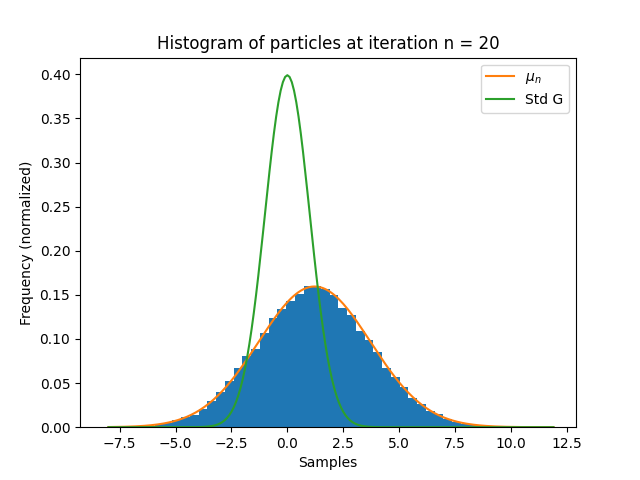 Histogram of particles at iteration n = 20
μn
Std G
Frequency (normalized)
0.40
0.35
0.30
0.25
0.20
0.15
0.10
0.05
0.00
−7.5 −5.0 −2.5 0.0 2.5 5.0 7.5 10.0 12.5
Samples